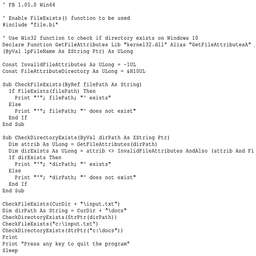 ' FB 1.05.0 Win64
' Enable FileExists() function to be used
#include "file.bi"
' Use Win32 function to check if directory exists on Windows 10
Declare Function GetFileAttributes Lib "kernel32.dll" Alias "GetFileAttributesA" _
(ByVal lpFileName As ZString Ptr) As ULong
Const InvalidFileAttributes As ULong = -1UL
Const FileAttributeDirectory As ULong = &H10UL
Sub CheckFileExists(ByRef filePath As String)
If FileExists(filePath) Then
Print "'"; filePath; "' exists"
Else
Print "'"; filePath; "' does not exist"
End If
End Sub
Sub CheckDirectoryExists(ByVal dirPath As ZString Ptr)
Dim attrib As ULong = GetFileAttributes(dirPath)
Dim dirExists As ULong = attrib <> InvalidFileAttributes AndAlso (attrib And Fi
If dirExists Then
Print "'"; *dirPath; "' exists"
Else
Print "'"; *dirPath; "' does not exist"
End If
End Sub
CheckFileExists(CurDir + "\input.txt")
Dim dirPath As String = CurDir + "\docs"
CheckDirectoryExists(StrPtr(dirPath))
CheckFileExists("c:\input.txt")
CheckDirectoryExists(StrPtr("c:\docs"))
Print
Print "Press any key to quit the program"
Sleep